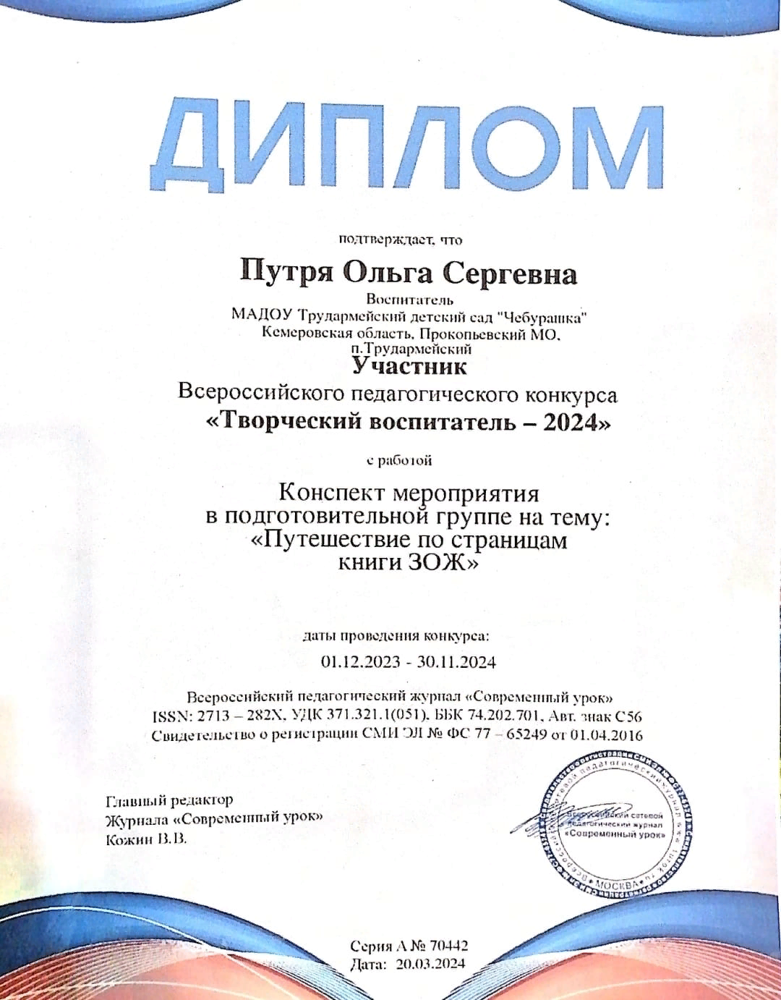 ДИПЛОМ
подтверждает, что
Путря Ольга Сергевна
Воспитатель
МАДОУ Трудармейский детский сад "Чебурашка"
Кемеровская область, Прокопьевский МО,
п.Трудармейский
Участник
Всероссийского педагогического конкурса
«Творческий воспитатель – 2024»
с работой
Конспект мероприятия
в подготовительной группе на тему:
«Путешествие по страницам
книги ЗОЖ»
даты проведения конкурса:
01.12.2023 - 30.11.2024
Всероссийский педагогический журнал «Современный урок»
ISSN: 2713 – 282X, УДК 371.321.1(051), ББК 74.202.701, Авт. знак С56
Свидетельство о регистрации СМИ ЭЛ № ФС 77 – 65249 от 01.04.2016
Главный редактор
Журнала «Современный урок»
Кожин В.В.
Всероссийский сетевой
педагогический журнал
«Современный урок»
МОСКВА
Серия А № 70442
Дата: 20.03.2024